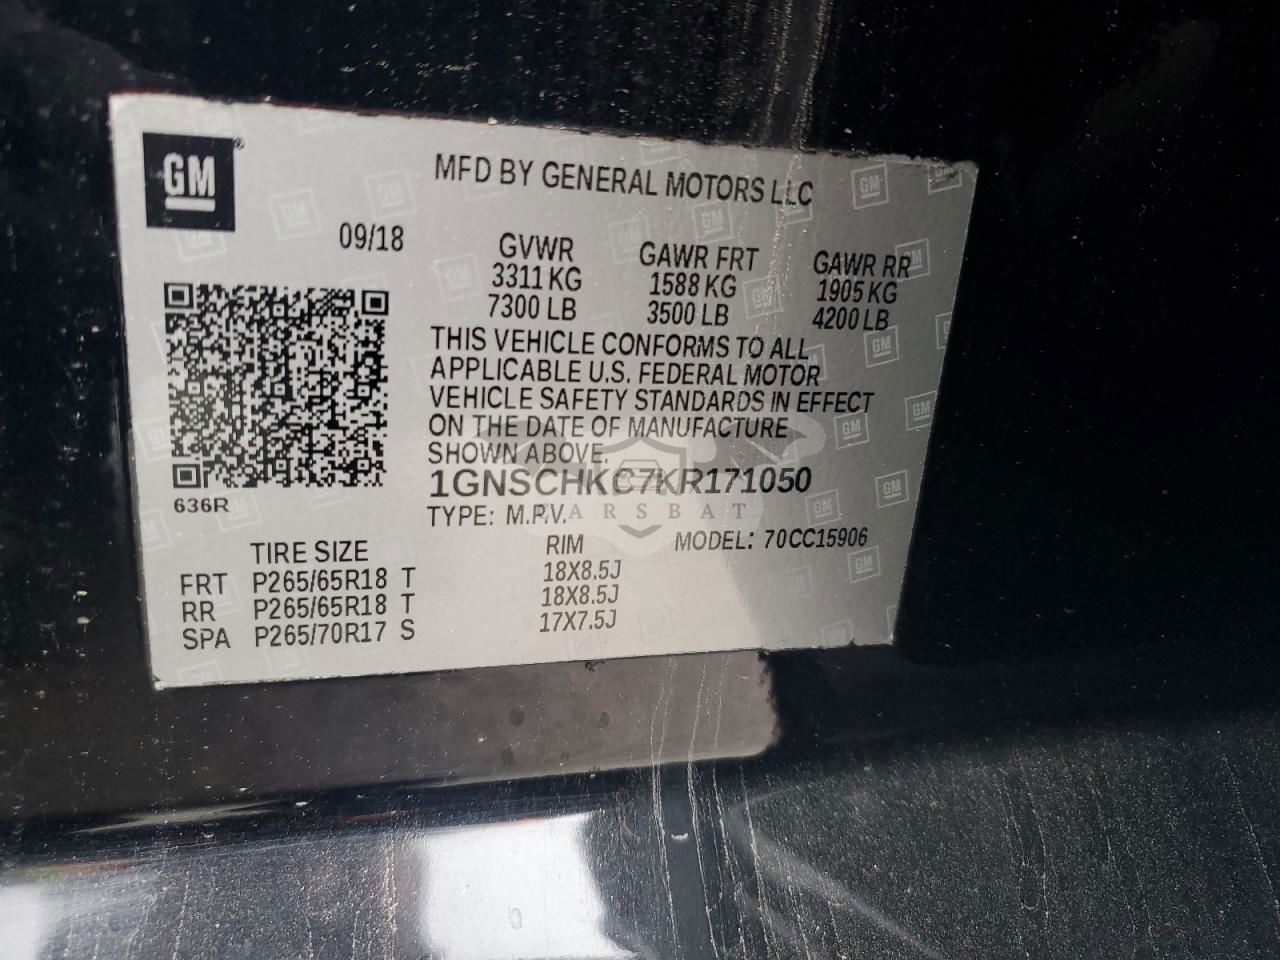 GM
MFD BY GENERAL MOTORS LLC
09/18
GVWR GAWR FRT GAWR RR
3311 KG 1588 KG 1905 KG
7300 LB 3500 LB 4200 LB
THIS VEHICLE CONFORMS TO ALL
APPLICABLE U.S. FEDERAL MOTOR
VEHICLE SAFETY STANDARDS IN EFFECT
ON THE DATE OF MANUFACTURE
SHOWN ABOVE.
1GNSCHKC7KR171050
636R
TYPE: M.P.V.
CARSBAT
MODEL: 70CC15906
TIRE SIZE RIM
FRT P265/65R18 T 18X8.5J
RR P265/65R18 T 18X8.5J
SPA P265/70R17 S 17X7.5J